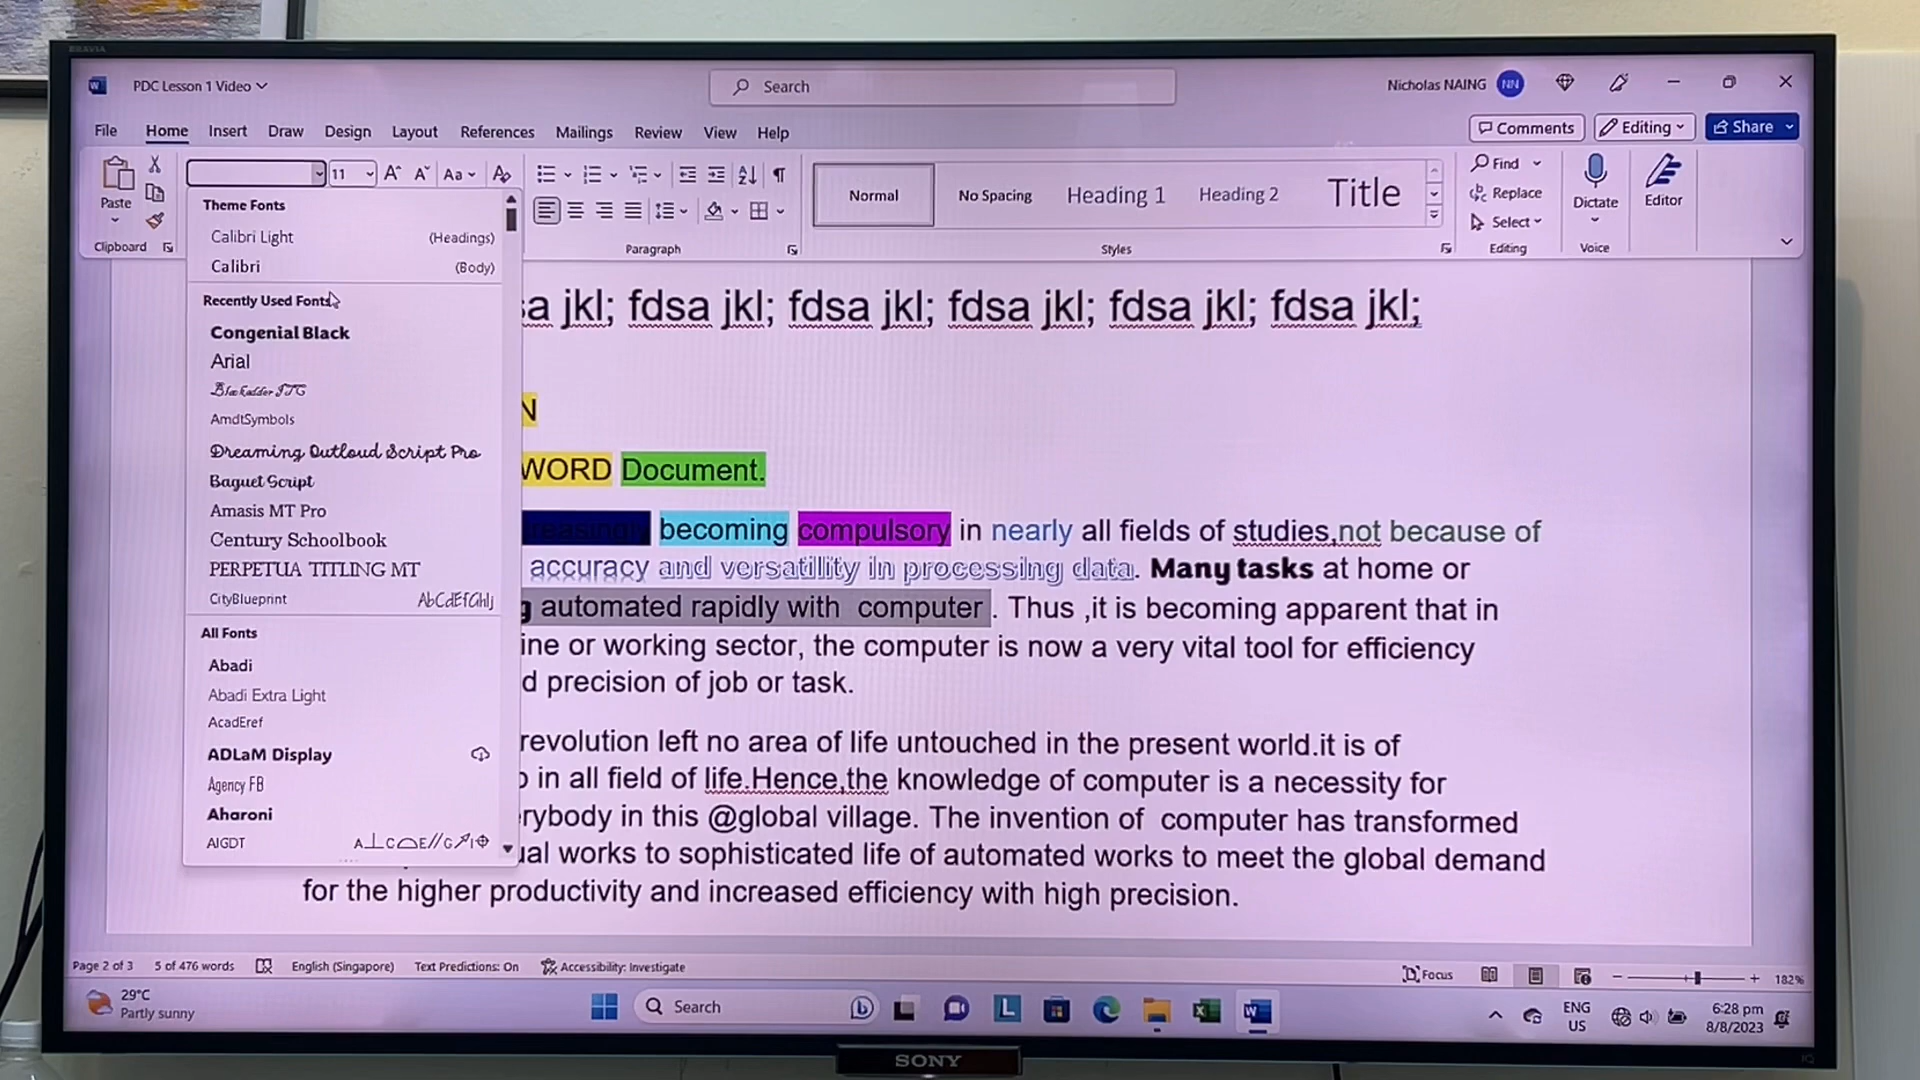 BRAVIA
PDC Lesson 1 Video
Search
Nicholas NAING NN
File Home Insert Draw Design Layout References Mailings Review View Help
Comments Editing Share
Paste
Clipboard
11
Aa
Paragraph
Normal
No Spacing
Heading 1
Heading 2
Title
Styles
Find
Replace
Select
Editing
Dictate
Voice
Editor
Theme Fonts
Calibri Light (Headings)
Calibri (Body)
Recently Used Fonts
Congenial Black
Arial
Blackadder ITC
AmdtSymbols
Dreaming Outloud Script Pro
Baguet Script
Amasis MT Pro
Century Schoolbook
PERPETUA TITLING MT
CityBlueprint AbCdEfGhIj
All Fonts
Abadi
Abadi Extra Light
AcadEref
ADLaM Display
Agency FB
Aharoni
AIGDT
sa jkl; fdsa jkl; fdsa jkl; fdsa jkl; fdsa jkl; fdsa jkl;
N
WORD Document.
reasingly becoming compulsory in nearly all fields of studies,not because of
accuracy and versatility in processing data. Many tasks at home or
g automated rapidly with computer . Thus ,it is becoming apparent that in
ine or working sector, the computer is now a very vital tool for efficiency
d precision of job or task.
revolution left no area of life untouched in the present world.it is of
o in all field of life.Hence,the knowledge of computer is a necessity for
rybody in this @global village. The invention of computer has transformed
ual works to sophisticated life of automated works to meet the global demand
for the higher productivity and increased efficiency with high precision.
Page 2 of 3 5 of 476 words English (Singapore) Text Predictions: On Accessibility: Investigate
Focus 182%
29°C
Partly sunny
Search
ENG
US
6:28 pm
8/8/2023
SONY